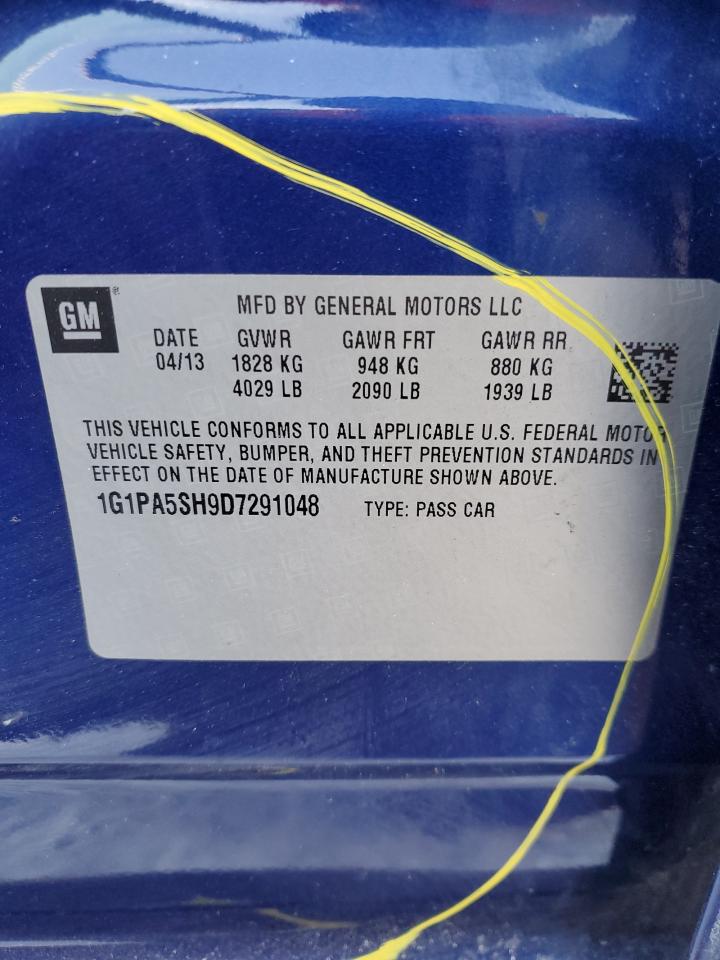 GM®
MFD BY GENERAL MOTORS LLC
DATE GVWR GAWR FRT GAWR RR
04/13 1828 KG 948 KG 880 KG
4029 LB 2090 LB 1939 LB
THIS VEHICLE CONFORMS TO ALL APPLICABLE U.S. FEDERAL MOTOR
VEHICLE SAFETY, BUMPER, AND THEFT PREVENTION STANDARDS IN
EFFECT ON THE DATE OF MANUFACTURE SHOWN ABOVE.
1G1PA5SH9D7291048 TYPE: PASS CAR